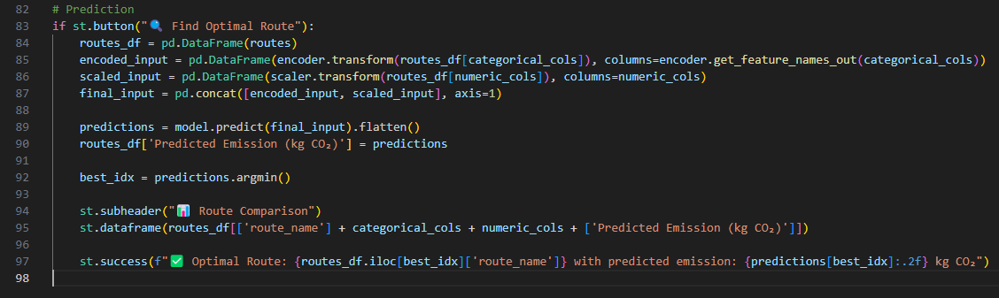 82 # Prediction
83 if st.button("🔍 Find Optimal Route"):
84     routes_df = pd.DataFrame(routes)
85     encoded_input = pd.DataFrame(encoder.transform(routes_df[categorical_cols]), columns=encoder.get_feature_names_out(categorical_cols))
86     scaled_input = pd.DataFrame(scaler.transform(routes_df[numeric_cols]), columns=numeric_cols)
87     final_input = pd.concat([encoded_input, scaled_input], axis=1)
88
89     predictions = model.predict(final_input).flatten()
90     routes_df['Predicted Emission (kg CO₂)'] = predictions
91
92     best_idx = predictions.argmin()
93
94     st.subheader("📊 Route Comparison")
95     st.dataframe(routes_df[['route_name'] + categorical_cols + numeric_cols + ['Predicted Emission (kg CO₂)']])
96
97     st.success(f"✅ Optimal Route: {routes_df.iloc[best_idx]['route_name']} with predicted emission: {predictions[best_idx]:.2f} kg CO₂")
98